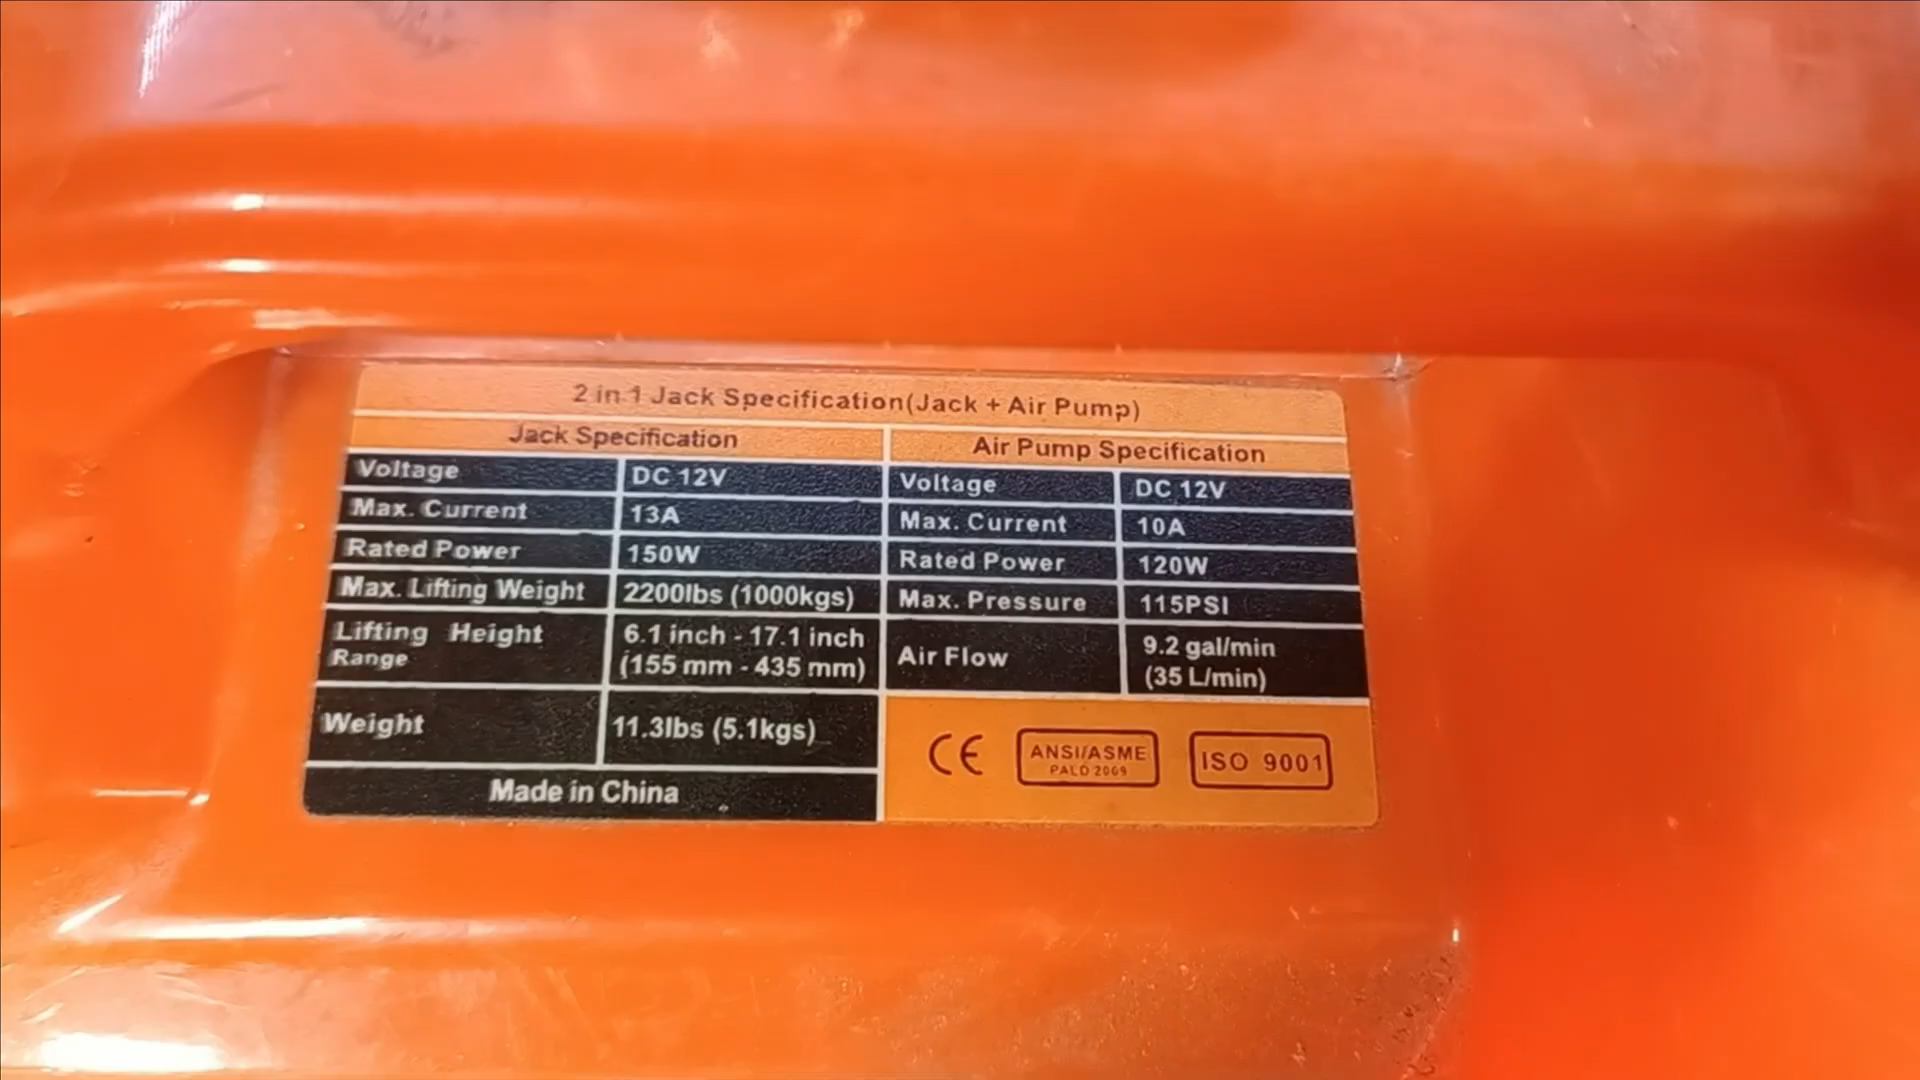 2 in 1 Jack Specification(Jack + Air Pump)
Jack Specification
Voltage DC 12V
Max. Current 13A
Rated Power 150W
Max. Lifting Weight 2200lbs (1000kgs)
Lifting Height Range 6.1 inch - 17.1 inch
(155 mm - 435 mm)
Weight 11.3lbs (5.1kgs)
Made in China
Air Pump Specification
Voltage DC 12V
Max. Current 10A
Rated Power 120W
Max. Pressure 115PSI
Air Flow 9.2 gal/min
(35 L/min)
CE
ANSI/ASME
PALD 2009
ISO 9001